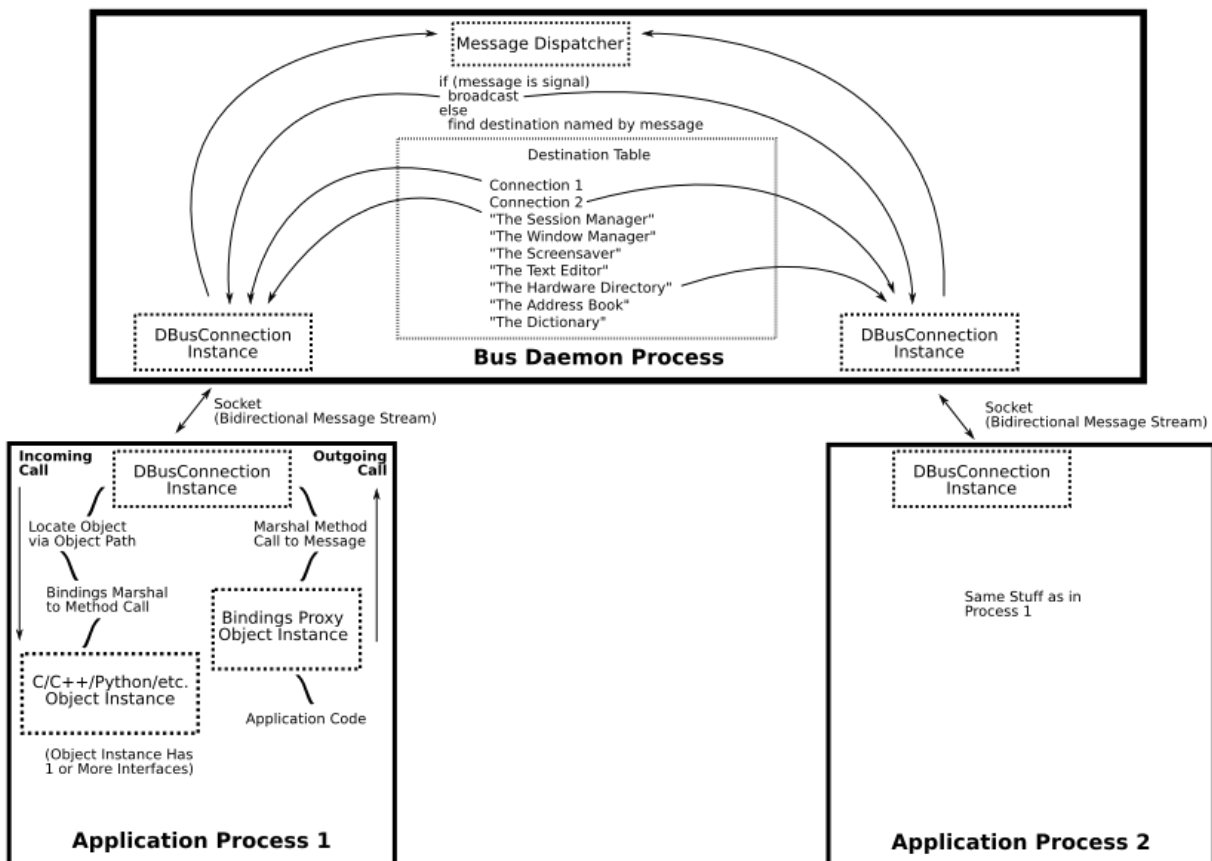 Message Dispatcher
if (message is signal)
broadcast
else
find destination named by message
Destination Table
Connection 1
Connection 2
"The Session Manager"
"The Window Manager"
"The Screensaver"
"The Text Editor"
"The Hardware Directory"
"The Address Book"
"The Dictionary"
DBusConnection
Instance
DBusConnection
Instance
Bus Daemon Process
Socket
(Bidirectional Message Stream)
Socket
(Bidirectional Message Stream)
Incoming
Call
DBusConnection
Instance
Outgoing
Call
Locate Object
via Object Path
Marshal Method
Call to Message
Bindings Marshal
to Method Call
Bindings Proxy
Object Instance
C/C++/Python/etc.
Object Instance
Application Code
(Object Instance Has
1 or More Interfaces)
Application Process 1
DBusConnection
Instance
Same Stuff as in
Process 1
Application Process 2